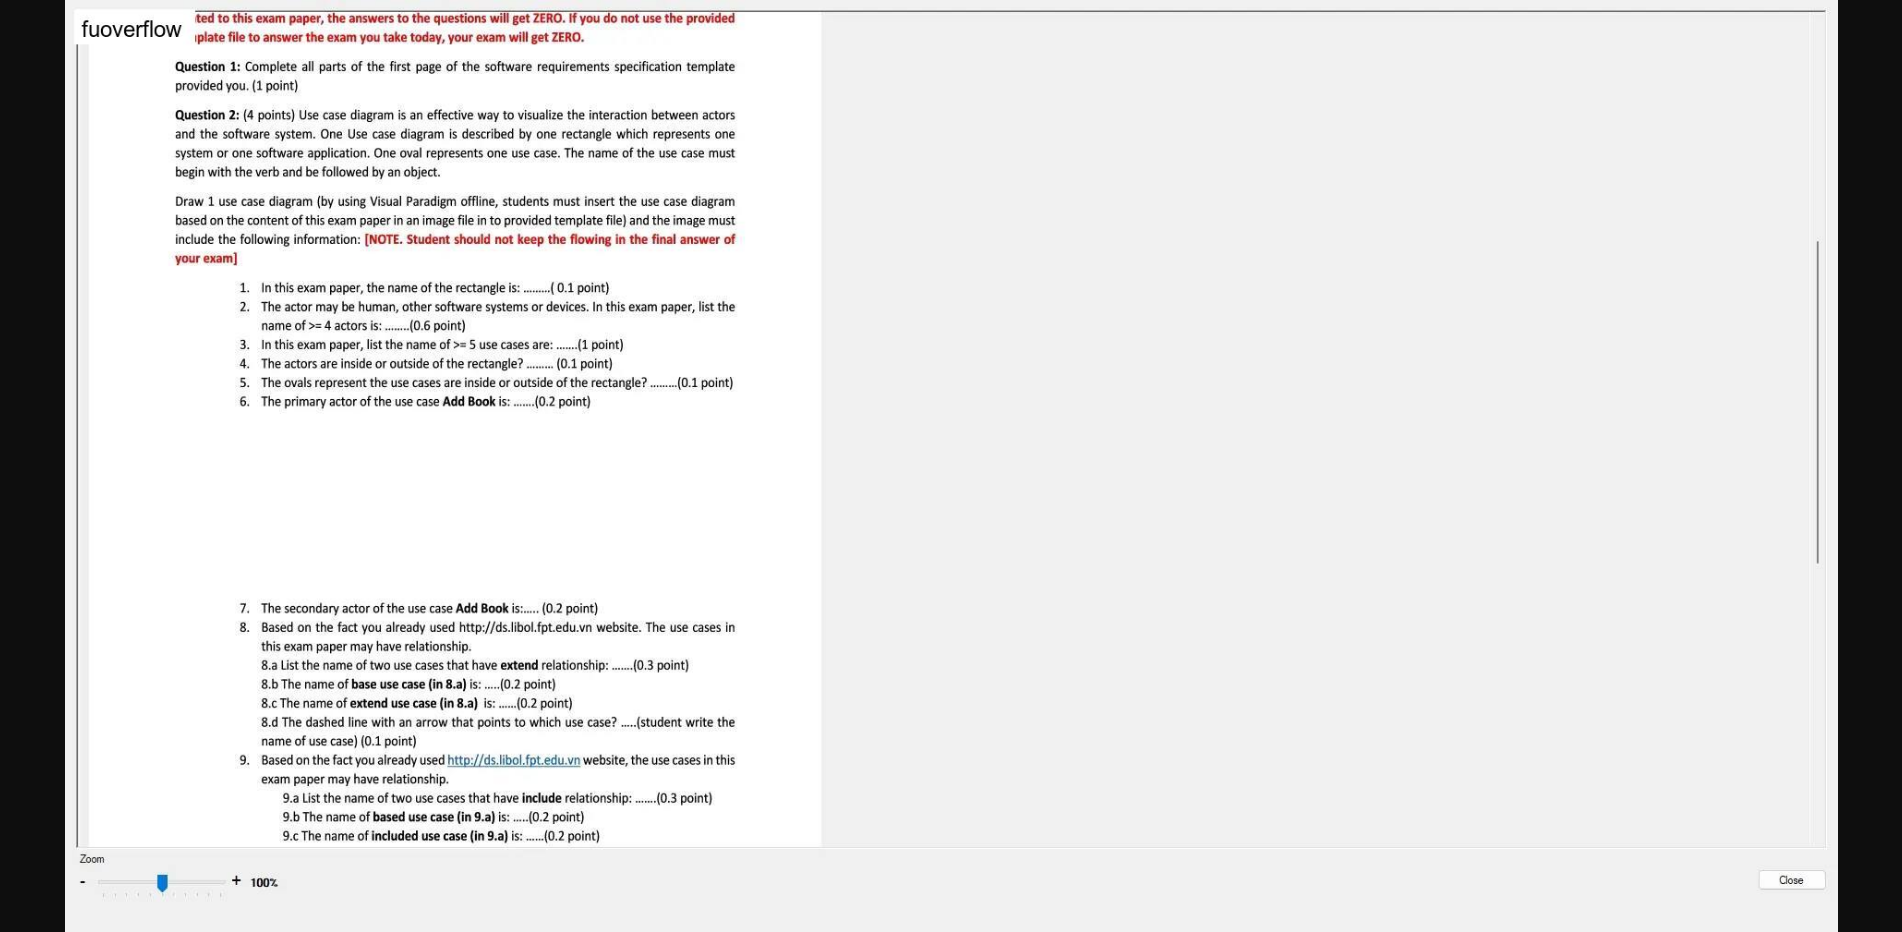 fuoverflow
ted to this exam paper, the answers to the questions will get ZERO. If you do not use the provided
plate file to answer the exam you take today, your exam will get ZERO.
Question 1: Complete all parts of the first page of the software requirements specification template
provided you. (1 point)
Question 2: (4 points) Use case diagram is an effective way to visualize the interaction between actors
and the software system. One Use case diagram is described by one rectangle which represents one
system or one software application. One oval represents one use case. The name of the use case must
begin with the verb and be followed by an object.
Draw 1 use case diagram (by using Visual Paradigm offline, students must insert the use case diagram
based on the content of this exam paper in an image file in to provided template file) and the image must
include the following information: [NOTE. Student should not keep the flowing in the final answer of
your exam]
1. In this exam paper, the name of the rectangle is: .........( 0.1 point)
2. The actor may be human, other software systems or devices. In this exam paper, list the
name of >= 4 actors is: ........(0.6 point)
3. In this exam paper, list the name of >= 5 use cases are: .......(1 point)
4. The actors are inside or outside of the rectangle? ......... (0.1 point)
5. The ovals represent the use cases are inside or outside of the rectangle? .........(0.1 point)
6. The primary actor of the use case Add Book is: .......(0.2 point)
7. The secondary actor of the use case Add Book is:..... (0.2 point)
8. Based on the fact you already used http://ds.libol.fpt.edu.vn website. The use cases in
this exam paper may have relationship.
8.a List the name of two use cases that have extend relationship: .......(0.3 point)
8.b The name of base use case (in 8.a) is: .....(0.2 point)
8.c The name of extend use case (in 8.a) is: ......(0.2 point)
8.d The dashed line with an arrow that points to which use case? .....(student write the
name of use case) (0.1 point)
9. Based on the fact you already used http://ds.libol.fpt.edu.vn website, the use cases in this
exam paper may have relationship.
9.a List the name of two use cases that have include relationship: .......(0.3 point)
9.b The name of based use case (in 9.a) is: .....(0.2 point)
9.c The name of included use case (in 9.a) is: ......(0.2 point)
Zoom
- + 100%
Close